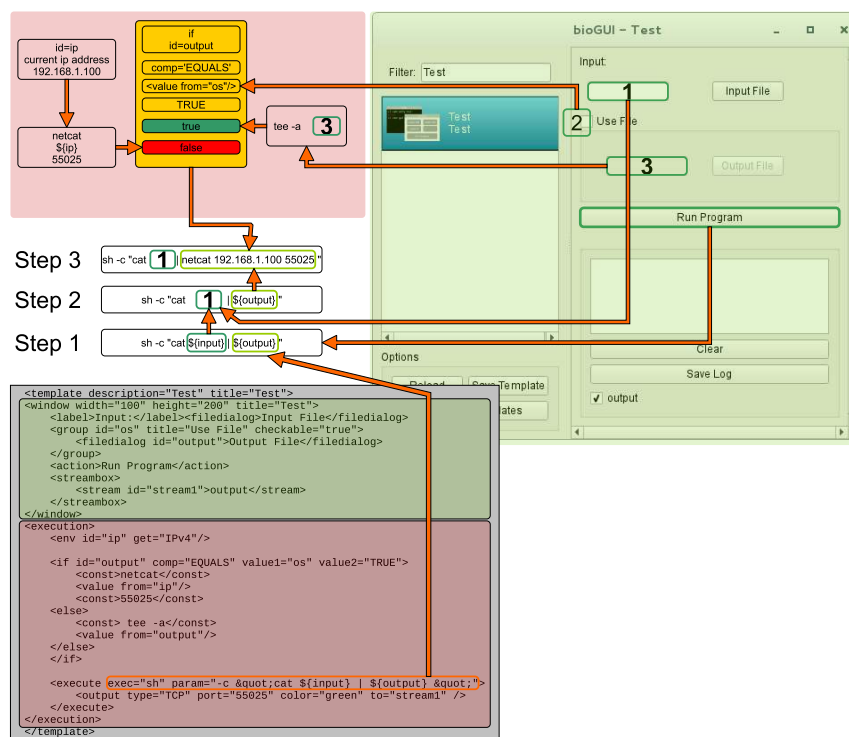 id=ip
current ip address
192.168.1.100
netcat
${ip}
55025
if
id=output
comp='EQUALS'
<value from="os"/>
TRUE
true
false
tee -a 3
Step 3 sh -c "cat 1 | netcat 192.168.1.100 55025 "
Step 2 sh -c "cat 1 | ${output} "
Step 1 sh -c "cat ${input} | ${output} "
bioGUI - Test
Filter: Test
Test
Test
Input:
1 Input File
2 Use File
3 Output File
Run Program
Clear
Save Log
output
Options
Reload Save Template
<template description="Test" title="Test">
<window width="100" height="200" title="Test">
<label>Input:</label><filedialog>Input File</filedialog>
<group id="os" title="Use File" checkable="true">
<filedialog id="output">Output File</filedialog>
</group>
<action>Run Program</action>
<streambox>
<stream id="stream1">output</stream>
</streambox>
</window>
<execution>
<env id="ip" get="IPv4"/>
<if id="output" comp="EQUALS" value1="os" value2="TRUE">
<const>netcat</const>
<value from="ip"/>
<const>55025</const>
<else>
<const> tee -a</const>
<value from="output"/>
</else>
</if>
<execute exec="sh" param="-c &quot;cat ${input} | ${output} &quot;">
<output type="TCP" port="55025" color="green" to="stream1" />
</execute>
</execution>
</template>